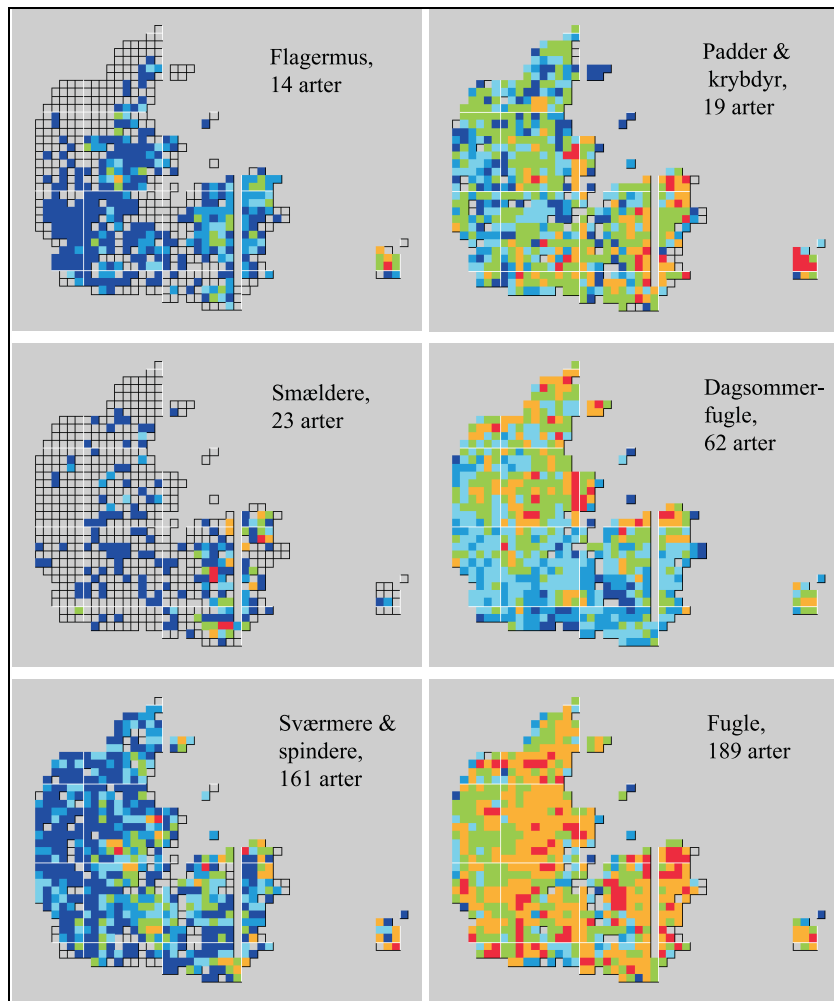 Flagermus,
14 arter
Padder &
krybdyr,
19 arter
Smældere,
23 arter
Dagsommer-
fugle,
62 arter
Sværmere &
spindere,
161 arter
Fugle,
189 arter